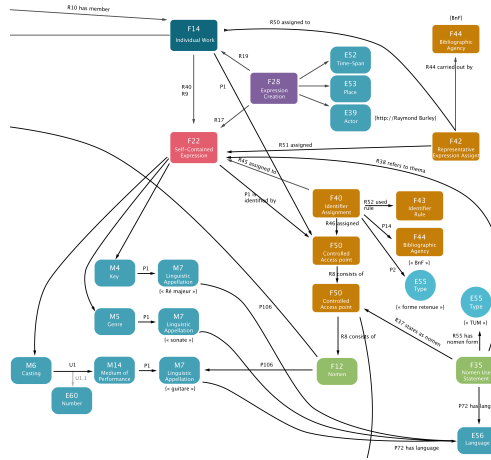 R10 has member
F14
Individual Work
R50 assigned to
(BnF)
F44
Bibliographic
Agency
R19
E52
Time-Span
R44 carried out by
F28
Expression
Creation
E53
Place
R40
R9
P1
E39
Actor
(http://Raymond Burley)
R17
F22
Self-Contained
Expression
R51 assigned
F42
Representative
Expression Assignt
R45 assigned to
R38 refers to thema
P1 is
identified by
F40
Identifier
Assignment
R52 used
rule
F43
Identifier
Rule
R46 assigned
P14
F50
Controlled
Access point
F44
Bibliographic
Agency
(« BnF »)
M4
Key
P1
M7
Linguistic
Appellation
(« Ré majeur »)
R8 consists of
P2
E55
Type
(« forme retenue »)
F50
Controlled
Access point
E55
Type
(« TUM »)
M5
Genre
P1
M7
Linguistic
Appellation
(« sonate »)
P106
R37 states as nomen
R8 consists of
R55 has
nomen form
M6
Casting
U1
M14
Medium of
Performance
P1
M7
Linguistic
Appellation
(« guitare »)
P106
F12
Nomen
F35
Nomen Use
Statement
U1.1
E60
Number
P72 has lang
E56
Language
P72 has language